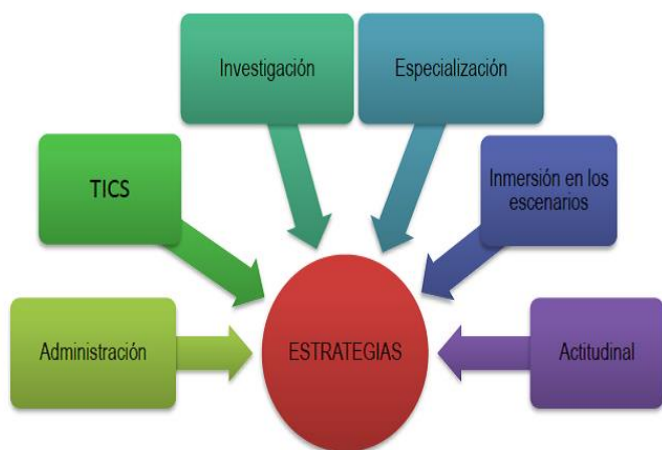 Investigación
Especialización
TICS
Inmersión en los
escenarios
Administración
ESTRATEGIAS
Actitudinal